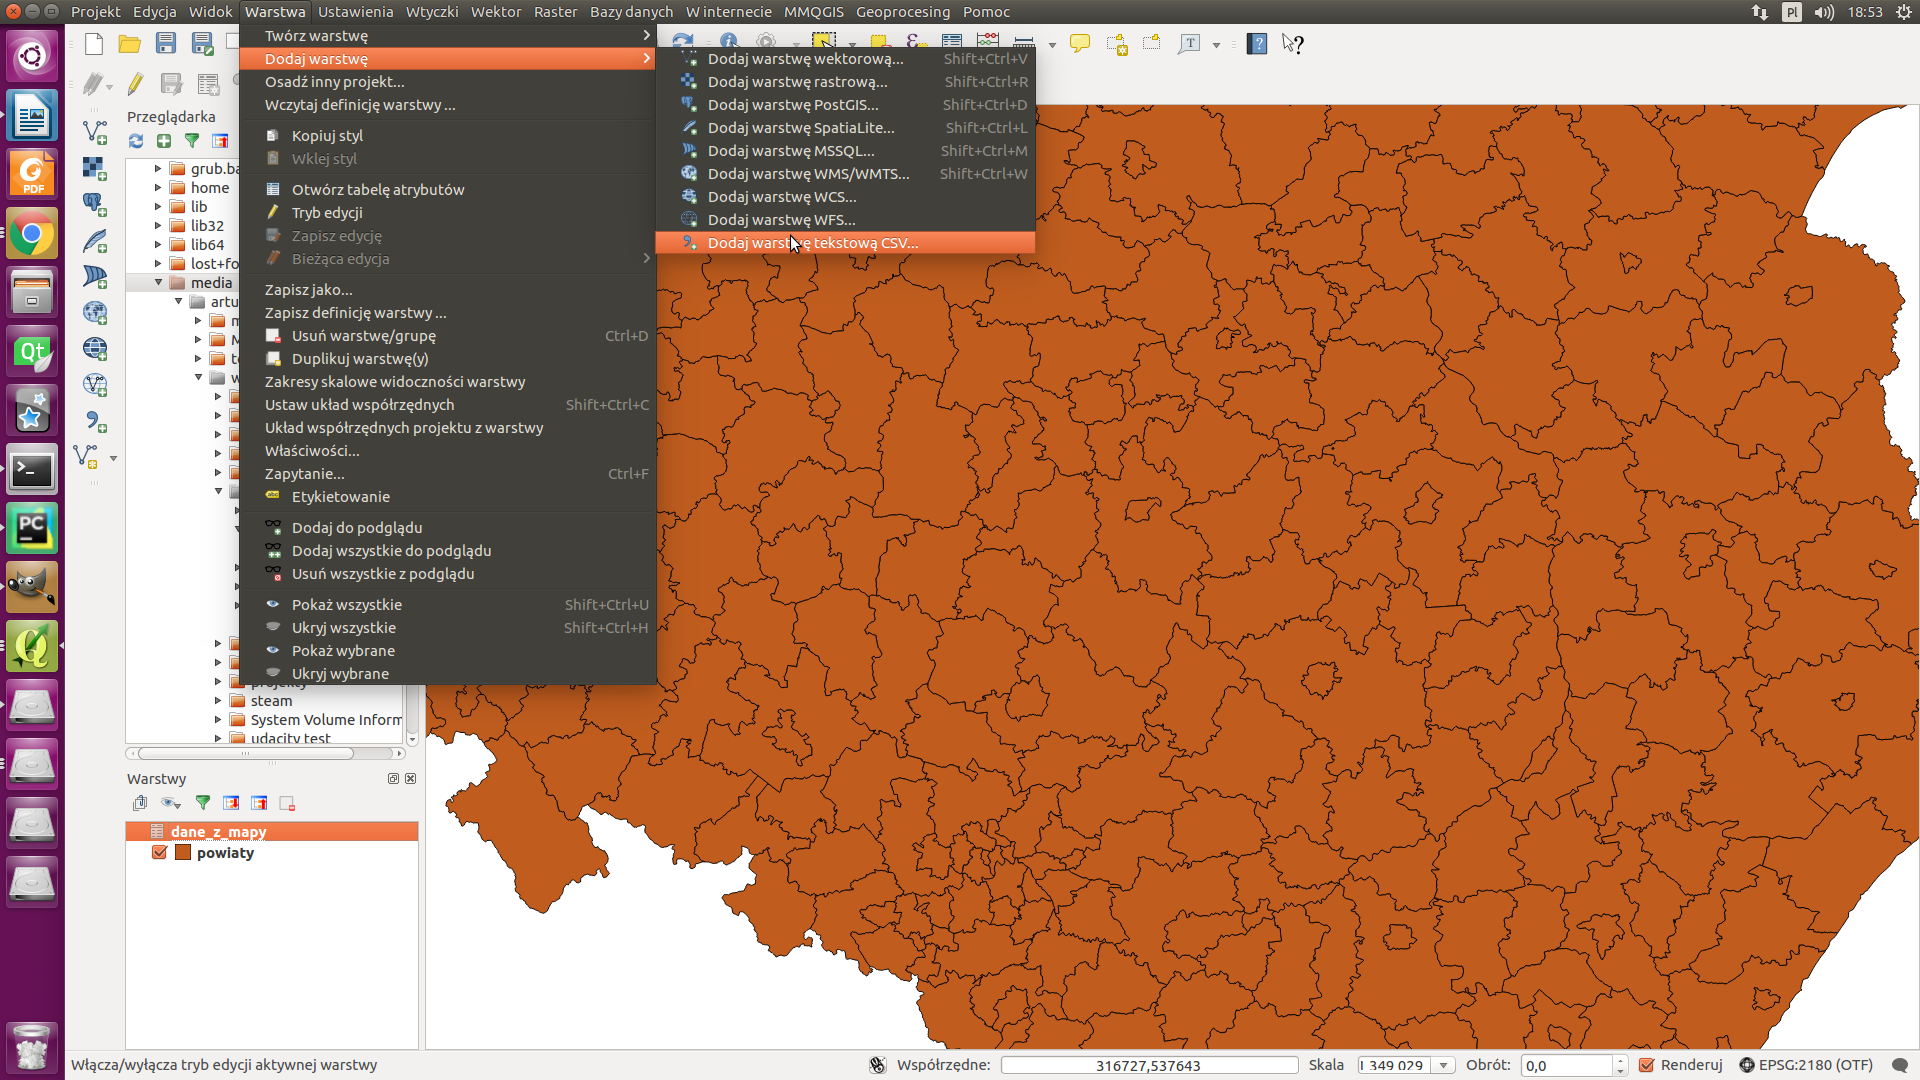 Projekt Edycja Widok Warstwa Ustawienia Wtyczki Wektor Raster Bazy danych W internecie MMQGIS Geoprocesing Pomoc Pl 18:53
Twórz warstwę
Dodaj warstwę
Osadź inny projekt...
Wczytaj definicję warstwy ...
Kopiuj styl
Wklej styl
Otwórz tabelę atrybutów
Tryb edycji
Zapisz edycję
Bieżąca edycja
Zapisz jako...
Zapisz definicję warstwy ...
Usuń warstwę/grupę Ctrl+D
Duplikuj warstwę(y)
Zakresy skalowe widoczności warstwy
Ustaw układ współrzędnych Shift+Ctrl+C
Układ współrzędnych projektu z warstwy
Właściwości...
Zapytanie... Ctrl+F
abc Etykietowanie
Dodaj do podglądu
Dodaj wszystkie do podglądu
Usuń wszystkie z podglądu
Pokaż wszystkie Shift+Ctrl+U
Ukryj wszystkie Shift+Ctrl+H
Pokaż wybrane
Ukryj wybrane
Dodaj warstwę wektorową... Shift+Ctrl+V
Dodaj warstwę rastrową... Shift+Ctrl+R
Dodaj warstwę PostGIS... Shift+Ctrl+D
Dodaj warstwę SpatiaLite... Shift+Ctrl+L
Dodaj warstwę MSSQL... Shift+Ctrl+M
Dodaj warstwę WMS/WMTS... Shift+Ctrl+W
Dodaj warstwę WCS...
Dodaj warstwę WFS...
Dodaj warstwę tekstową CSV...
PDF
Qt
PC
Przeglądarka
grub.ba
home
lib
lib32
lib64
lost+fo
media
artu
projekty
steam
System Volume Inform
udacity test
Warstwy
dane_z_mapy
powiaty
Włącza/wyłącza tryb edycji aktywnej warstwy Współrzędne: 316727,537643 Skala 349 029 Obrót: 0,0 Renderuj EPSG:2180 (OTF)